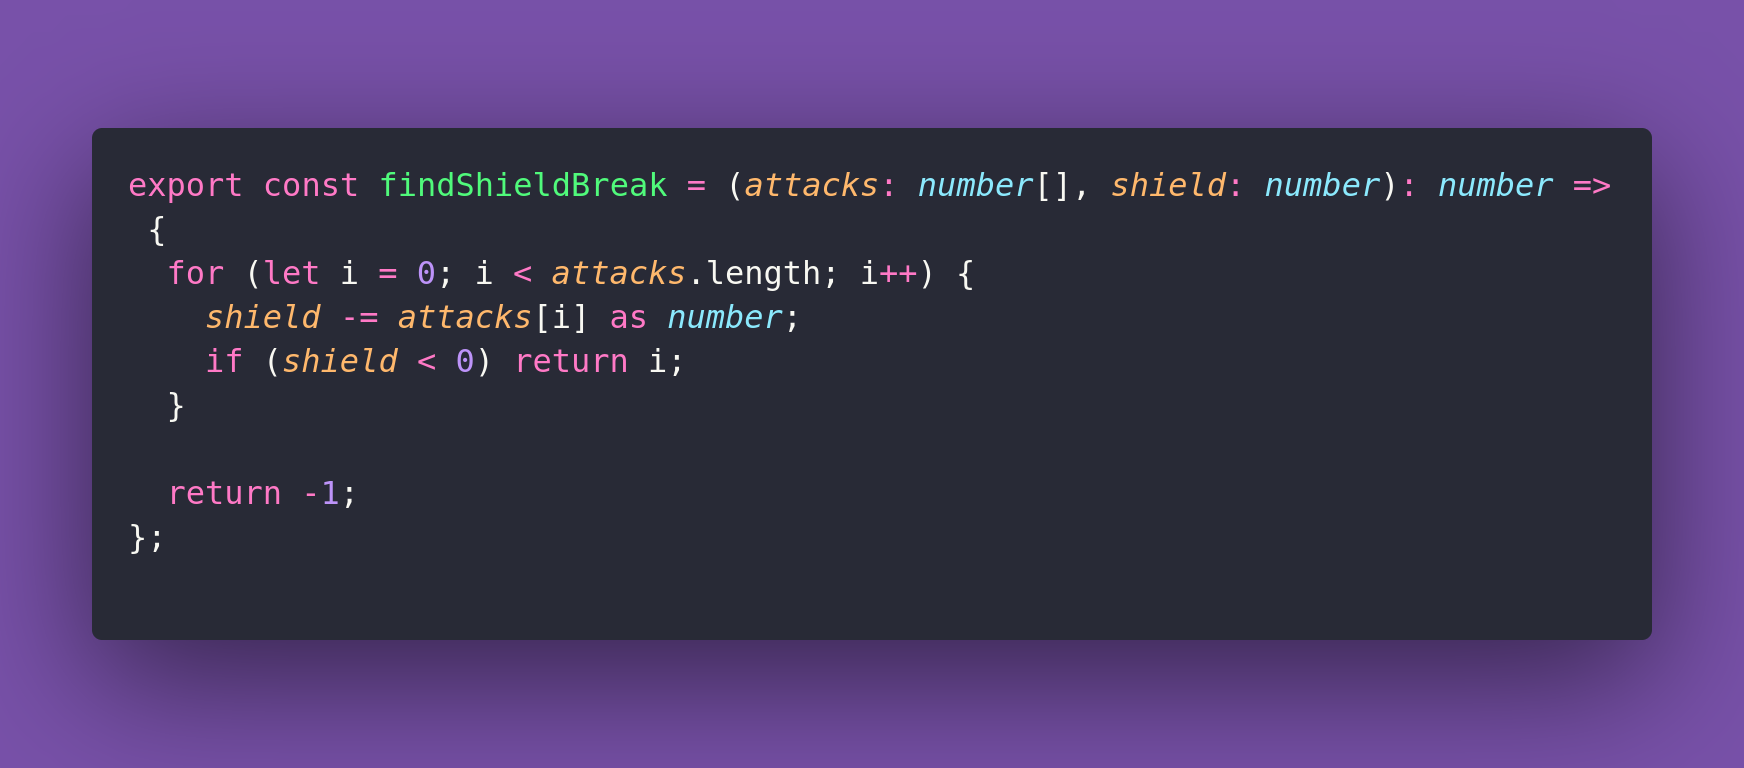 export const findShieldBreak = (attacks: number[], shield: number): number =>
 {
  for (let i = 0; i < attacks.length; i++) {
    shield -= attacks[i] as number;
    if (shield < 0) return i;
  }

  return -1;
};